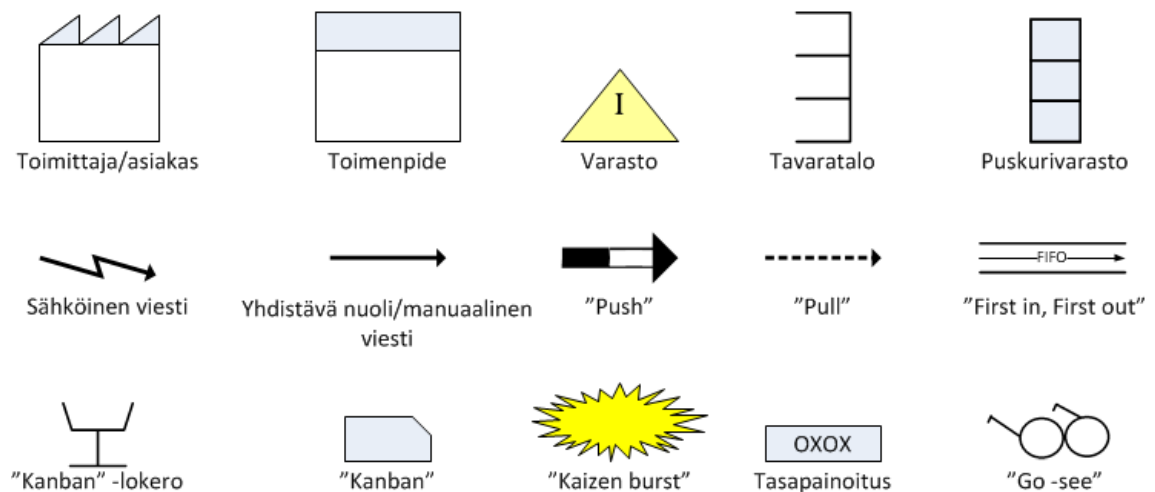 I
Toimittaja/asiakas
Toimenpide
Varasto
Tavaratalo
Puskurivarasto
FIFO
Sähköinen viesti
Yhdistävä nuoli/manuaalinen
viesti
”Push”
”Pull”
”First in, First out”
OXOX
”Kanban” -lokero
”Kanban”
”Kaizen burst”
Tasapainoitus
”Go -see”